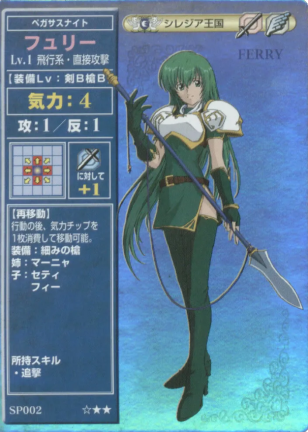 ペガサスナイト
フュリー
Lv.1 飛行系・直接攻撃
【装備Lv：剣B槍B】
気力：4
攻：1／反：1
に対して
+1
【再移動】
行動の後、気力チップを
1枚消費して移動可能。
装備：細みの槍
姉：マーニャ
子：セティ
フィー
所持スキル
・追撃
SP002
☆★★
シレジア王国
FERRY